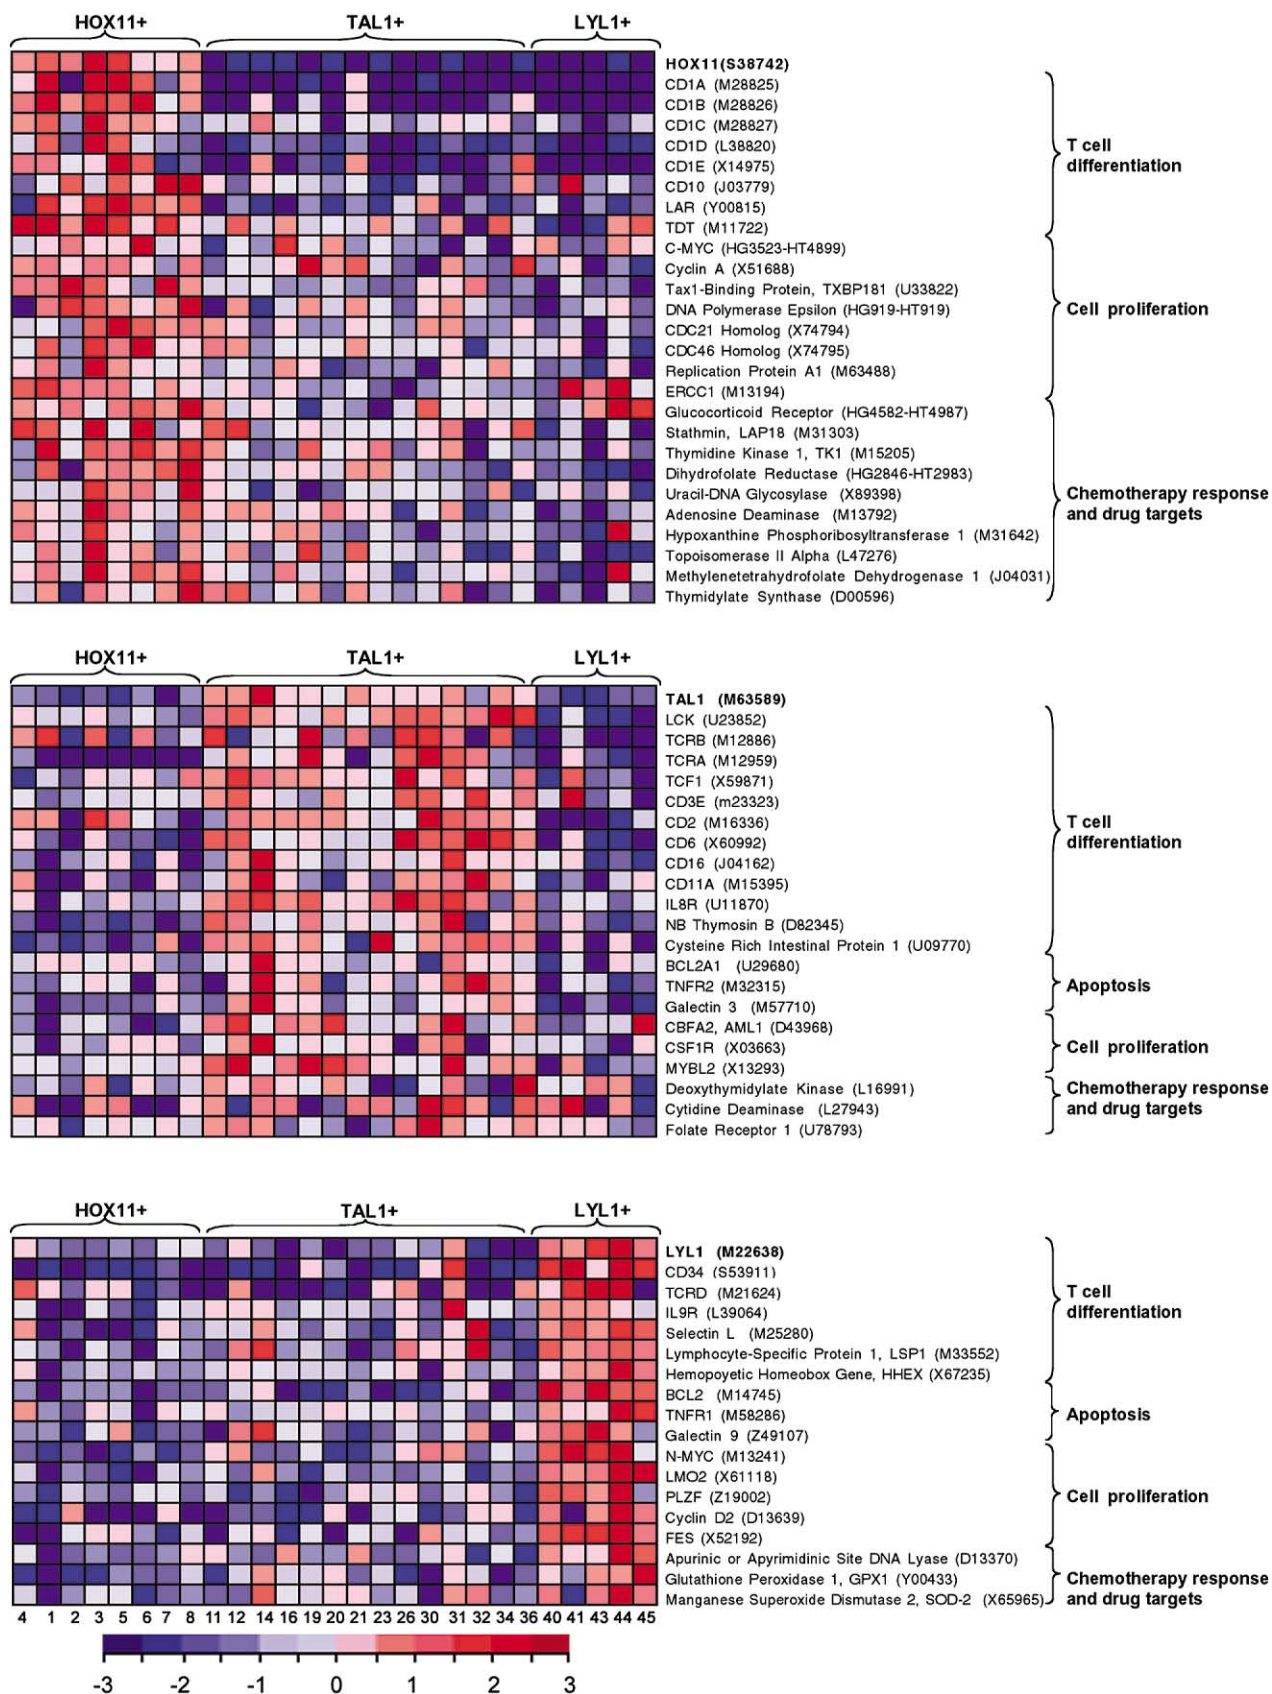 HOX11+ TAL1+ LYL1+
HOX11(S38742)
CD1A (M28825)
CD1B (M28826)
CD1C (M28827)
CD1D (L38820)
CD1E (X14975)
CD10 (J03779)
LAR (Y00815)
TDT (M11722)
T cell
differentiation
C-MYC (HG3523-HT4899)
Cyclin A (X51688)
Tax1-Binding Protein, TXBP181 (U33822)
DNA Polymerse Epsilon (HG919-HT919)
CDC21 Homolog (X74794)
CDC46 Homolog (X74795)
Replication Protein A1 (M63488)
ERCC1 (M13194)
Cell proliferation
Glucocorticoid Receptor (HG4582-HT4987)
Stathmin, LAP18 (M31303)
Thymidine Kinase 1, TK1 (M15205)
Dihydrofolate Reductase (HG2846-HT2983)
Uracil-DNA Glycosylase (X89398)
Adenosine Deaminase (M13792)
Hypoxanthine Phosphoribosyltransferase 1 (M31642)
Topoisomerase II Alpha (L47276)
Methylenetetrahydrofolate Dehydrogenase 1 (J04031)
Thymidylate Synthase (D00596)
Chemotherapy response
and drug targets
HOX11+ TAL1+ LYL1+
TAL1 (M63589)
LCK (U23852)
TCRB (M12886)
TCRA (M12959)
TCF1 (X59871)
CD3E (m23323)
CD2 (M16336)
CD6 (X60992)
CD16 (J04162)
CD11A (M15395)
IL8R (U11870)
NB Thymosin B (D82345)
Cysteine Rich Intestinal Protein 1 (U09770)
T cell
differentiation
BCL2A1 (U29680)
TNFR2 (M32315)
Galectin 3 (M57710)
Apoptosis
CBFA2, AML1 (D43968)
CSF1R (X03663)
MYBL2 (X13293)
Cell proliferation
Deoxythymidylate Kinase (L16991)
Cytidine Deaminase (L27943)
Folate Receptor 1 (U78793)
Chemotherapy response
and drug targets
HOX11+ TAL1+ LYL1+
LYL1 (M22638)
CD34 (S53911)
TCRD (M21624)
IL9R (L39064)
Selectin L (M25280)
Lymphocyte-Specific Protein 1, LSP1 (M33552)
Hemopoyetic Homeobox Gene, HHEX (X67235)
T cell
differentiation
BCL2 (M14745)
TNFR1 (M58286)
Galectin 9 (Z49107)
Apoptosis
N-MYC (M13241)
LMO2 (X61118)
PLZF (Z19002)
Cyclin D2 (D13639)
FES (X52192)
Cell proliferation
Apurinic or Apyrimidinic Site DNA Lyase (D13370)
Glutathione Peroxidase 1, GPX1 (Y00433)
Manganese Superoxide Dismutase 2, SOD-2 (X65965)
Chemotherapy response
and drug targets
4 1 2 3 5 6 7 8 11 12 14 16 19 20 21 23 26 30 31 32 34 36 40 41 43 44 45
-3 -2 -1 0 1 2 3